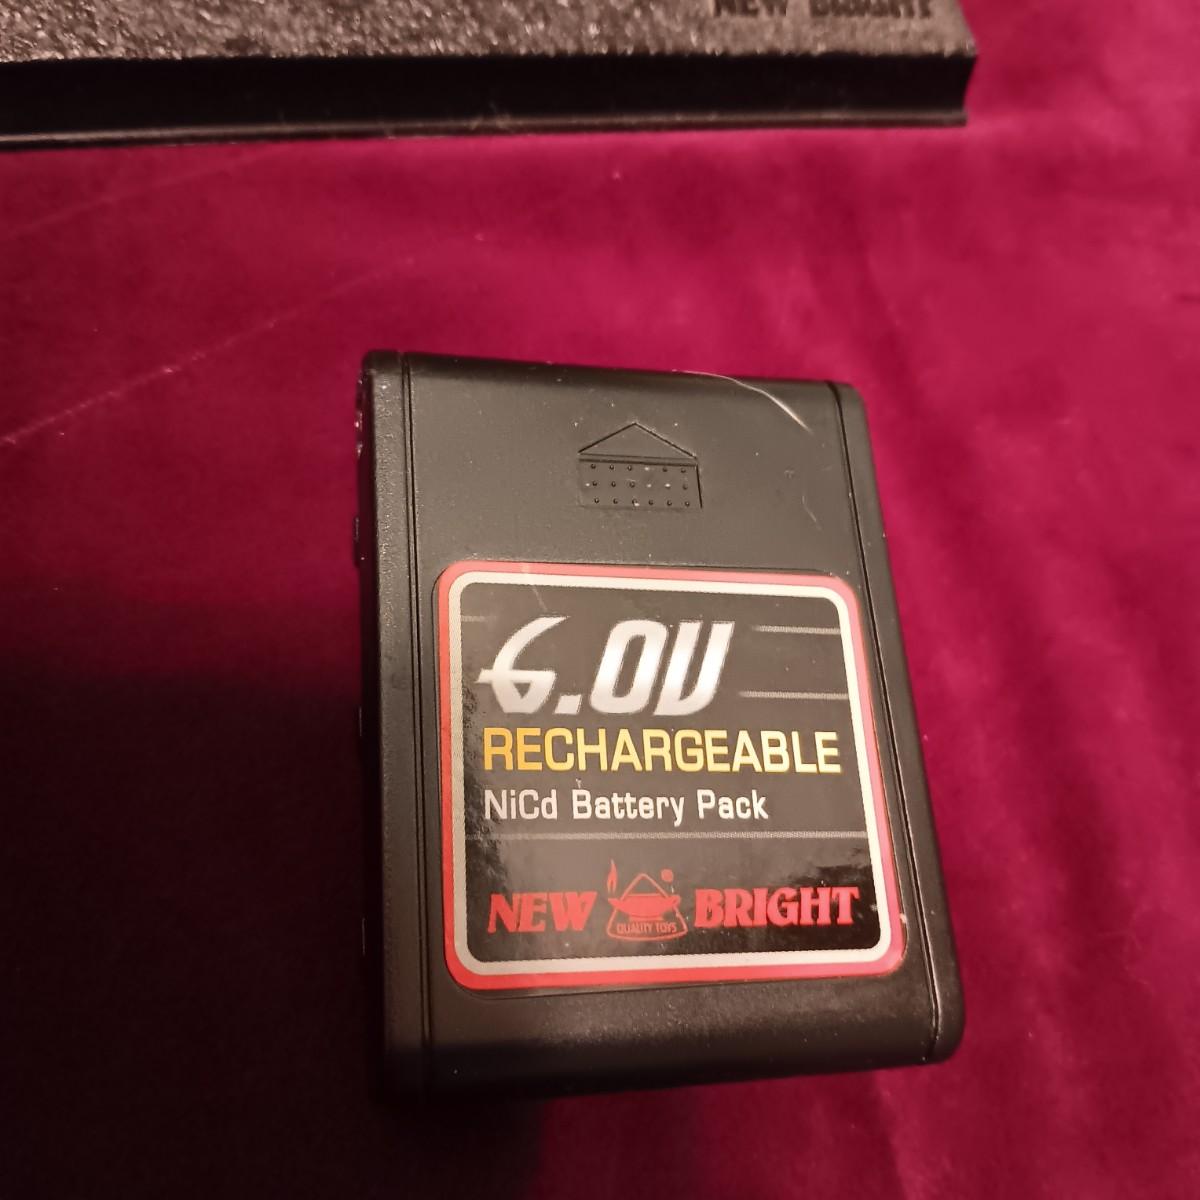 NEW BRIGHT
6.0V
RECHARGEABLE
NiCd Battery Pack
NEW BRIGHT
QUALITY TOYS